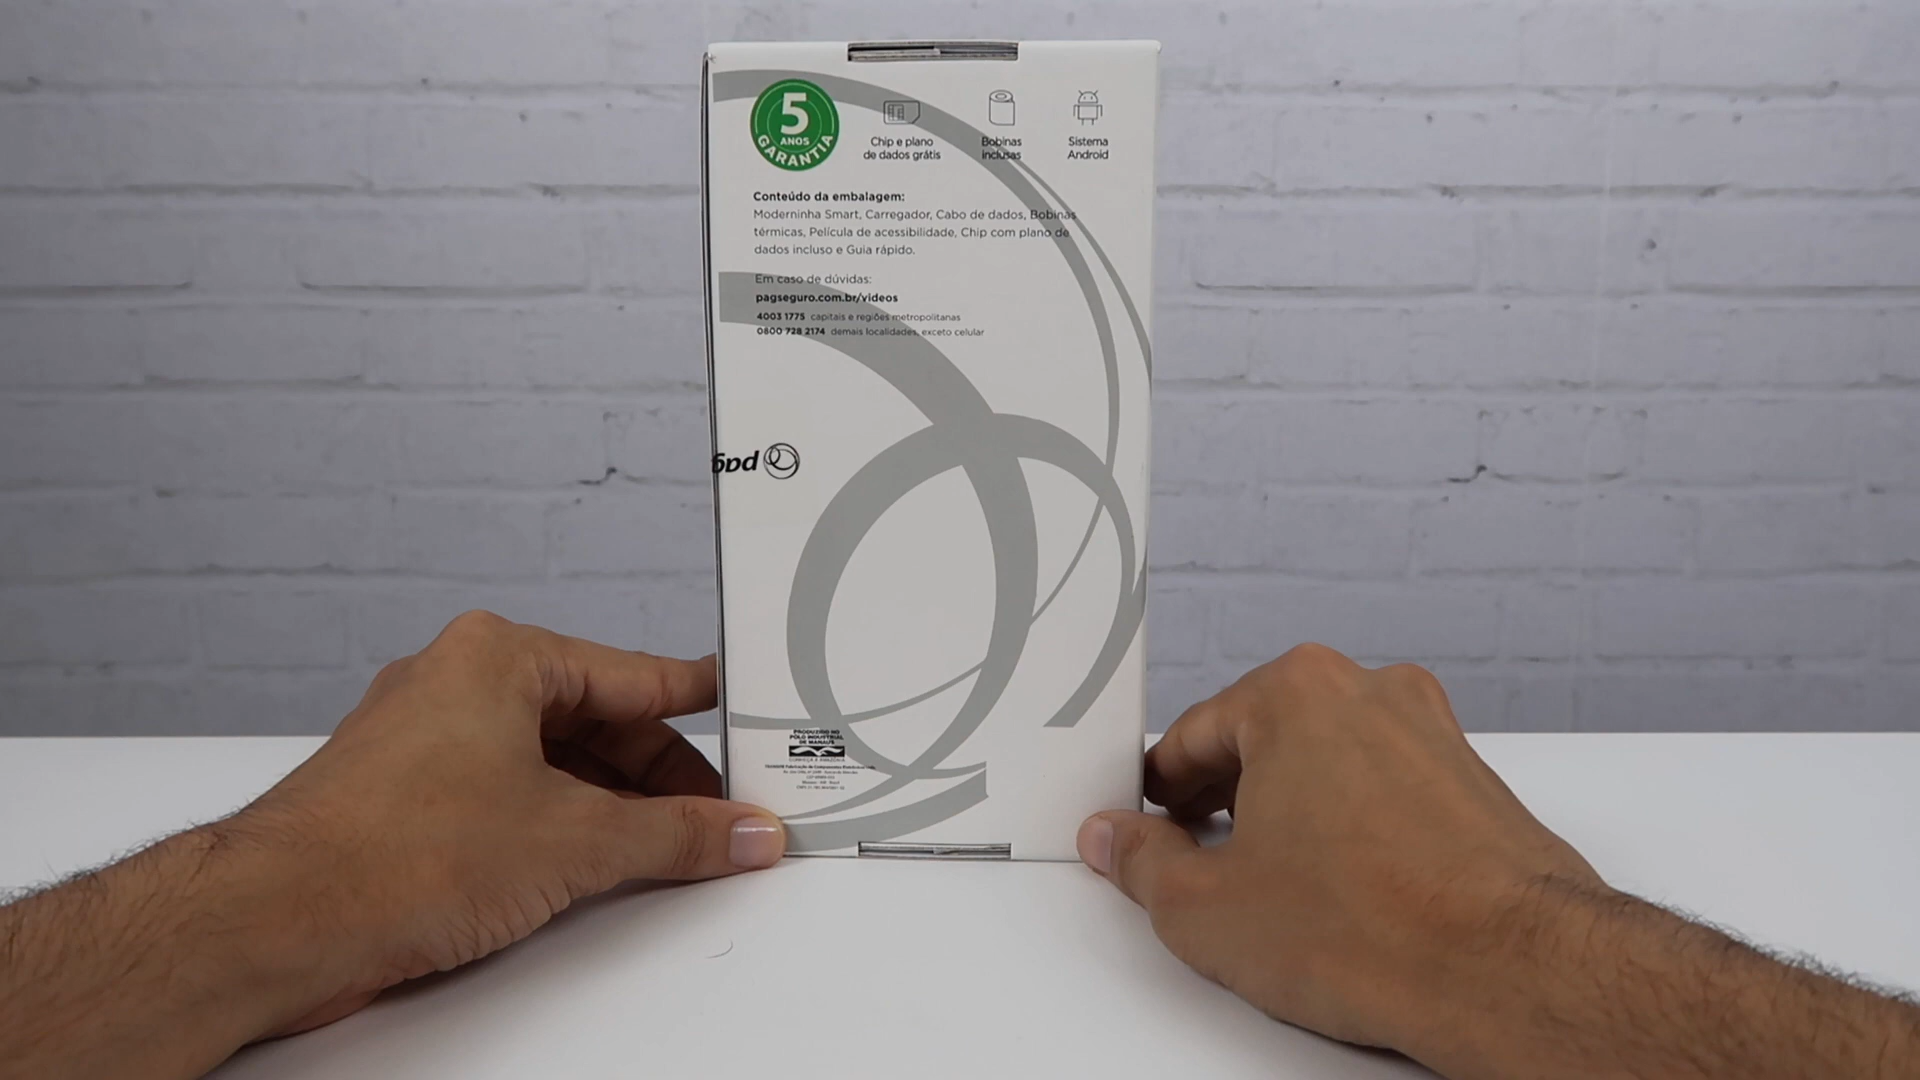 5
ANOS
GARANTIA
Chip e plano
de dados grátis
Bobinas
inclusas
Sistema
Android
Conteúdo da embalagem:
Moderninha Smart, Carregador, Cabo de dados, Bobinas
térmicas, Película de acessibilidade, Chip com plano de
dados incluso e Guia rápido.
Em caso de dúvidas:
pagseguro.com.br/videos
4003 1775 capitais e regiões metropolitanas
0800 728 2174 demais localidades, exceto celular
pag
PRODUZIDO NO
PÓLO INDUSTRIAL
DE MANAUS
CONHEÇA A AMAZÔNIA